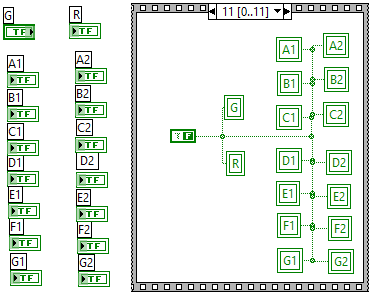 G R 11 [0..11]
TF TF
A1 A2 A1 A2
TF TF
B1 B2 B1 B2
TF TF G
C1 C2 C1 C2
TF TF F
D1 D2 R D1 D2
TF TF
E1 E2 E1 E2
TF TF
F1 F2 F1 F2
TF TF
G1 G2 G1 G2
TF TF